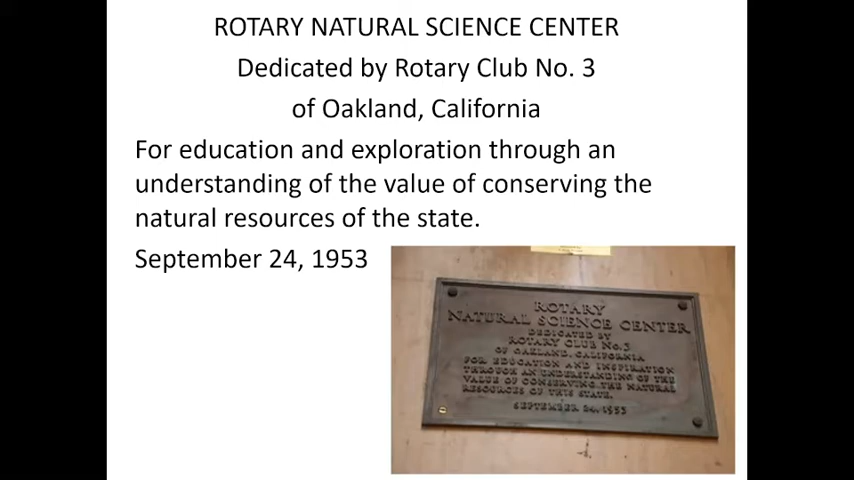 ROTARY NATURAL SCIENCE CENTER
Dedicated by Rotary Club No. 3
of Oakland, California
For education and exploration through an
understanding of the value of conserving the
natural resources of the state.
September 24, 1953
ROTARY
NATURAL SCIENCE CENTER
DEDICATED BY
ROTARY CLUB No. 3
OF OAKLAND, CALIFORNIA
FOR EDUCATION AND INSPIRATION
THROUGH AN UNDERSTANDING OF THE
VALUE OF CONSERVING THE NATURAL
RESOURCES OF THIS STATE.
SEPTEMBER 24, 1953